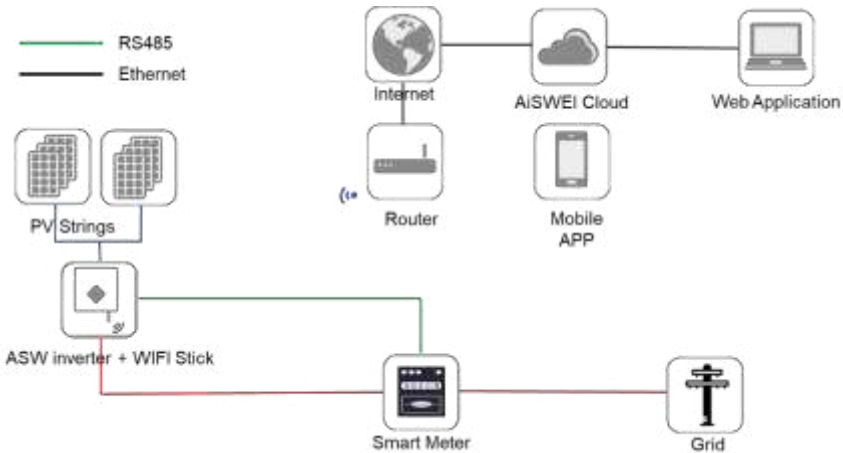 RS485
Ethernet
Internet
AiSWEI Cloud
Web Application
PV Strings
Router
Mobile
APP
ASW inverter + WIFI Stick
Smart Meter
Grid